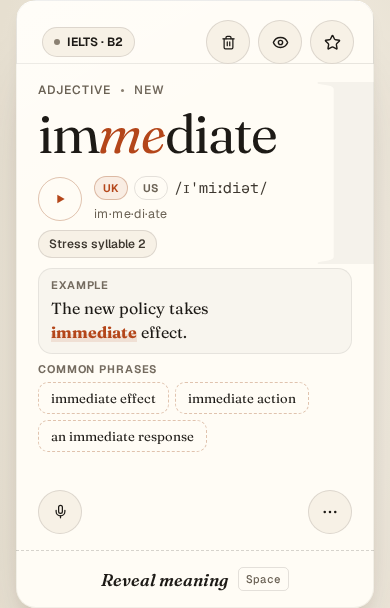 IELTS · B2
ADJECTIVE • NEW
immediate
UK US /ɪˈmiːdiət/
im·me·di·ate
Stress syllable 2
EXAMPLE
The new policy takes
immediate effect.
COMMON PHRASES
immediate effect immediate action
an immediate response
Reveal meaning Space